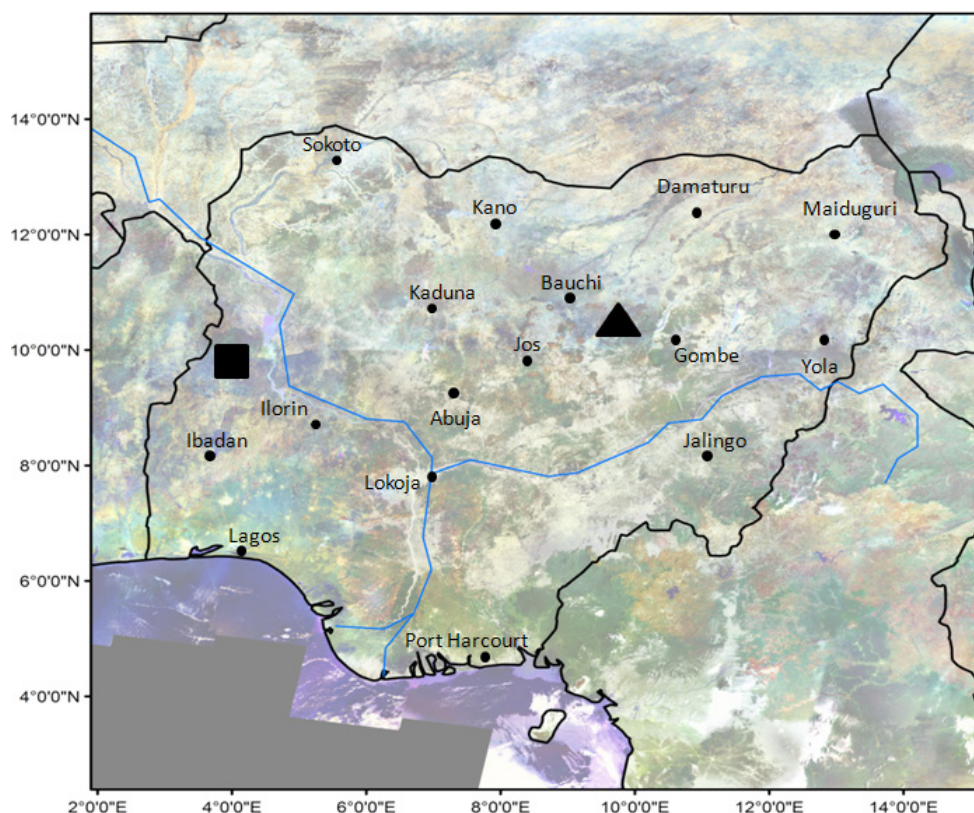 14°0'0"N
Sokoto
Damaturu
Kano
Maiduguri
12°0'0"N
Bauchi
Kaduna
10°0'0"N
Jos
Gombe
Yola
Ilorin
Abuja
Ibadan
Jalingo
8°0'0"N
Lokoja
Lagos
6°0'0"N
Port Harcourt
4°0'0"N
2°0'0"E 4°0'0"E 6°0'0"E 8°0'0"E 10°0'0"E 12°0'0"E 14°0'0"E